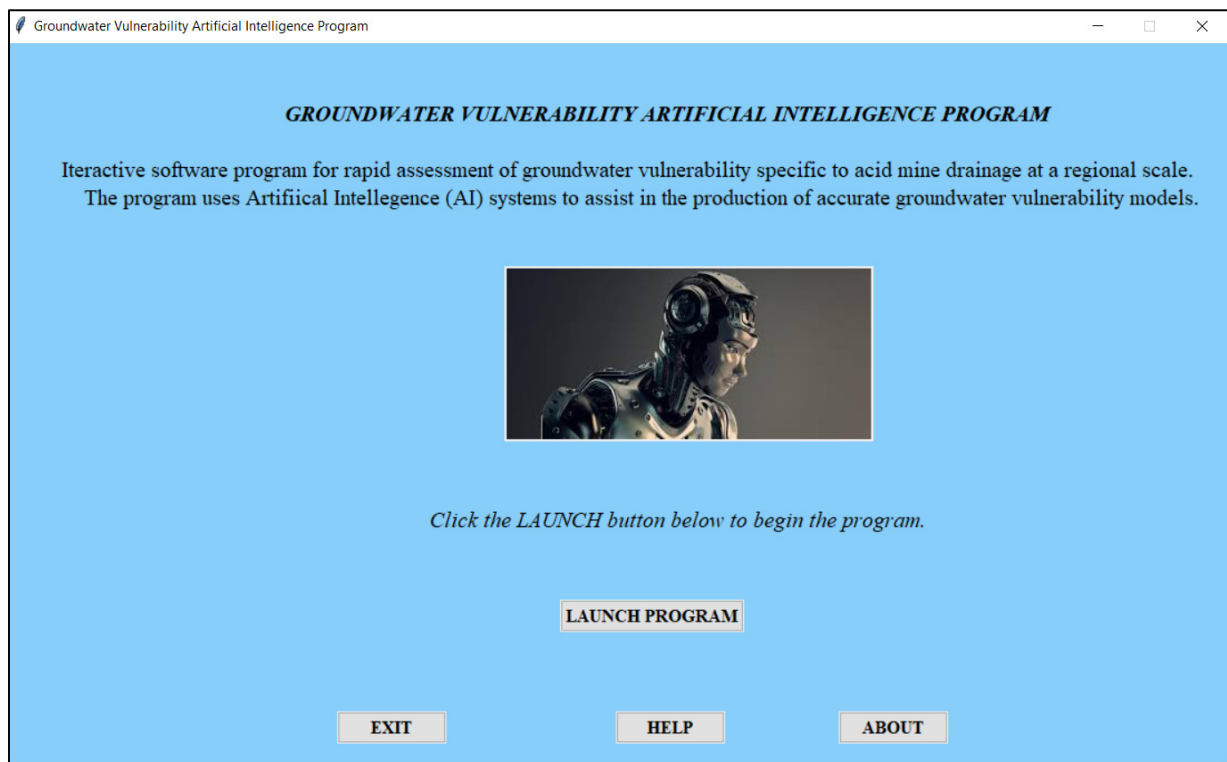 Groundwater Vulnerability Artificial Intelligence Program
GROUNDWATER VULNERABILITY ARTIFICIAL INTELLIGENCE PROGRAM
Iteractive software program for rapid assessment of groundwater vulnerability specific to acid mine drainage at a regional scale.
The program uses Artifiical Intellegence (AI) systems to assist in the production of accurate groundwater vulnerability models.
Click the LAUNCH button below to begin the program.
LAUNCH PROGRAM
EXIT HELP ABOUT